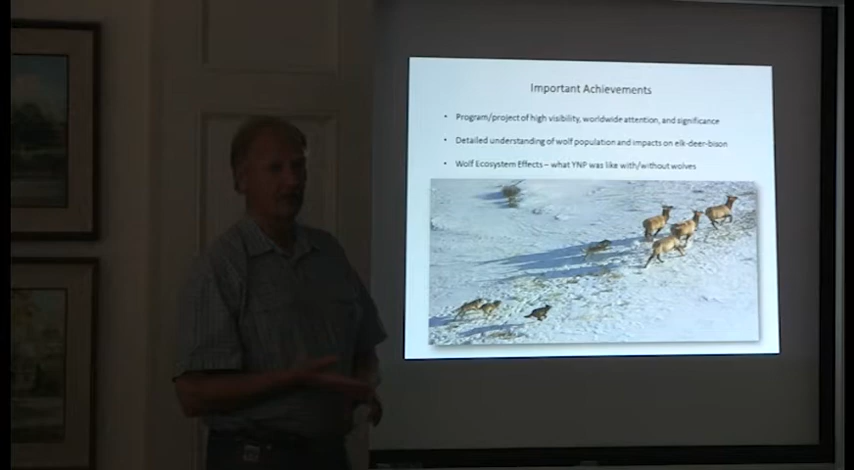 Important Achievements
• Program/project of high visibility, worldwide attention, and significance
• Detailed understanding of wolf population and impacts on elk-deer-bison
• Wolf Ecosystem Effects – what YNP was like with/without wolves